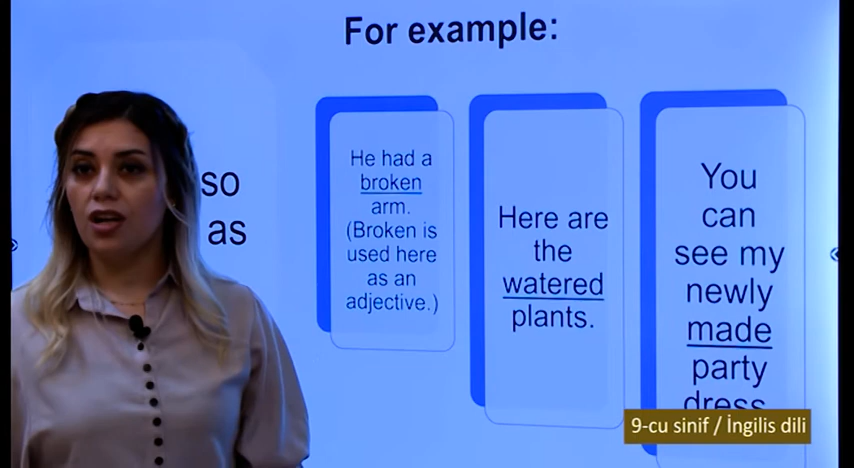 For example:
so
as
He had a
broken
arm.
(Broken is
used here
as an
adjective.)
Here are
the
watered
plants.
You
can
see my
newly
made
party
dress.
9-cu sinif / İngilis dili